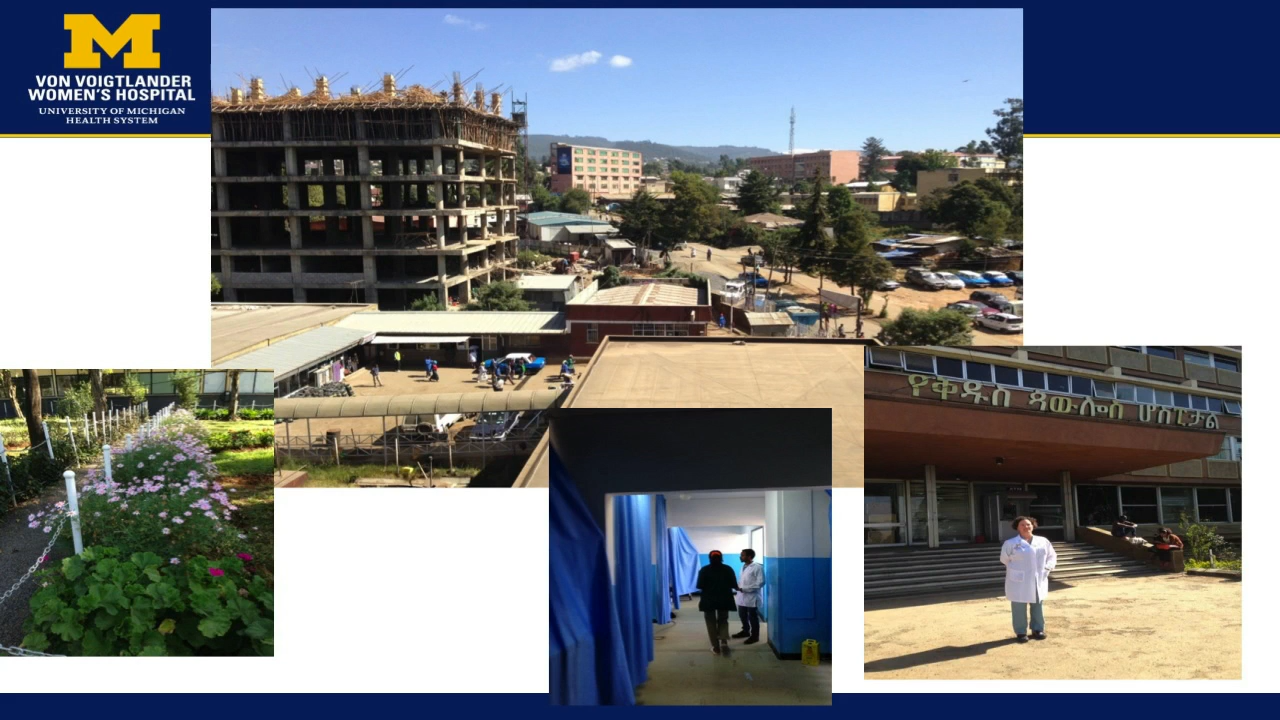 VON VOIGTLANDER
WOMEN'S HOSPITAL
UNIVERSITY OF MICHIGAN
HEALTH SYSTEM
የቅዱስ ጳውሎስ ሆስፒታል